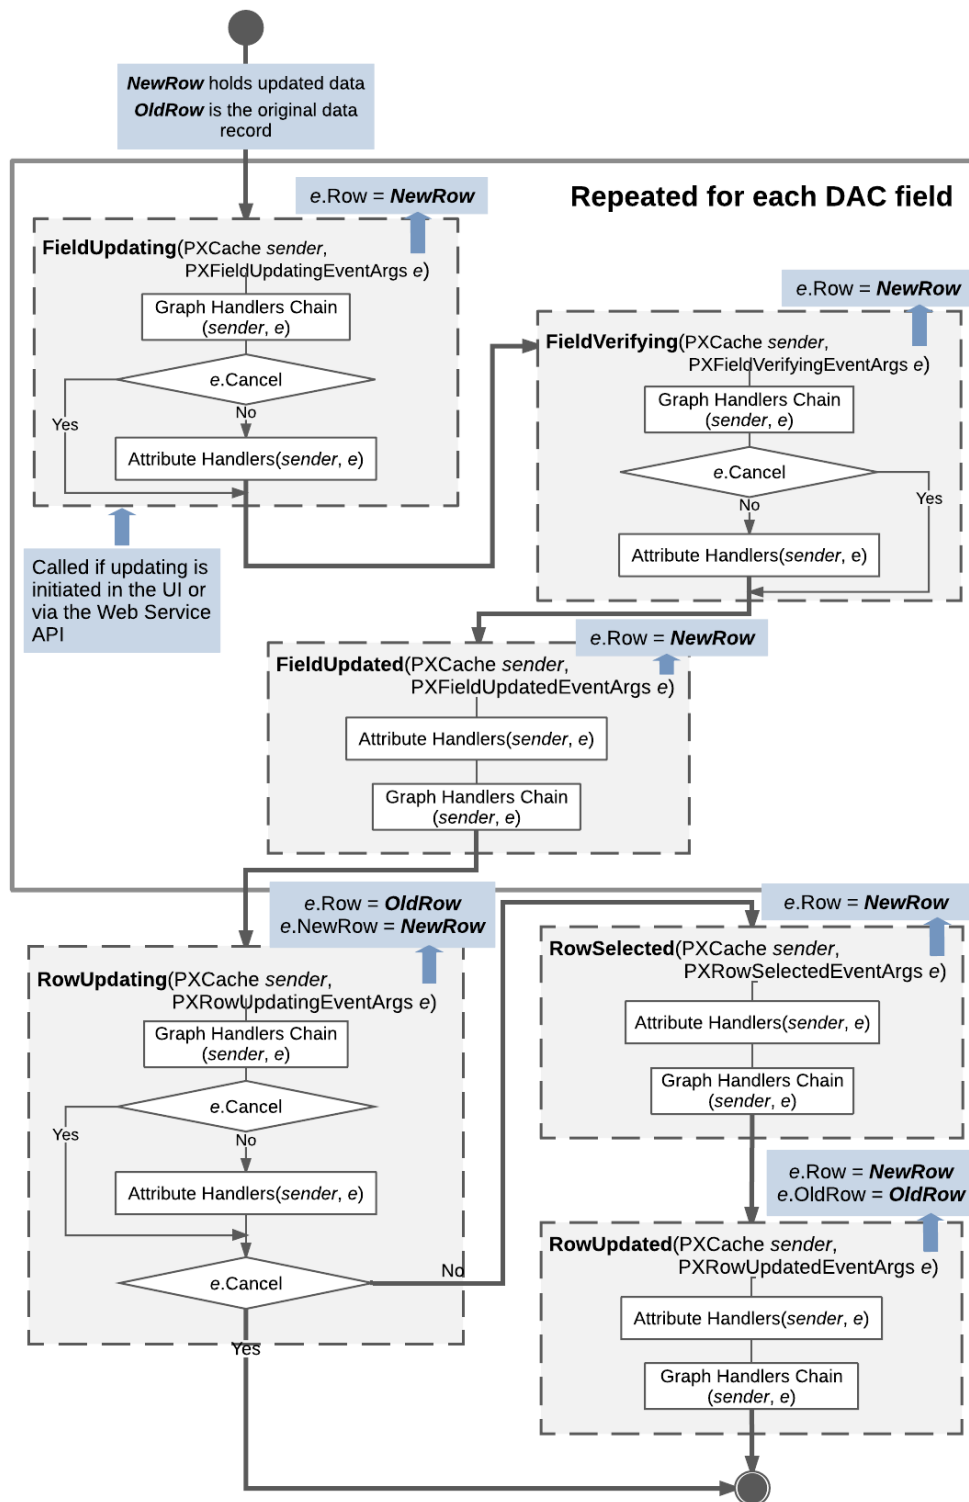 NewRow holds updated data
OldRow is the original data
record
e.Row = NewRow
Repeated for each DAC field
FieldUpdating(PXCache sender,
PXFieldUpdatingEventArgs e)
Graph Handlers Chain
(sender, e)
e.Cancel
Yes
No
Attribute Handlers(sender, e)
Called if updating is
initiated in the UI or
via the Web Service
API
e.Row = NewRow
FieldVerifying(PXCache sender,
PXFieldVerifyingEventArgs e)
Graph Handlers Chain
(sender, e)
e.Cancel
Yes
No
Attribute Handlers(sender, e)
e.Row = NewRow
FieldUpdated(PXCache sender,
PXFieldUpdatedEventArgs e)
Attribute Handlers(sender, e)
Graph Handlers Chain
(sender, e)
e.Row = OldRow
e.NewRow = NewRow
RowUpdating(PXCache sender,
PXRowUpdatingEventArgs e)
Graph Handlers Chain
(sender, e)
e.Cancel
Yes
No
Attribute Handlers(sender, e)
e.Cancel
No
Yes
e.Row = NewRow
RowSelected(PXCache sender,
PXRowSelectedEventArgs e)
Attribute Handlers(sender, e)
Graph Handlers Chain
(sender, e)
e.Row = NewRow
e.OldRow = OldRow
RowUpdated(PXCache sender,
PXRowUpdatedEventArgs e)
Attribute Handlers(sender, e)
Graph Handlers Chain
(sender, e)